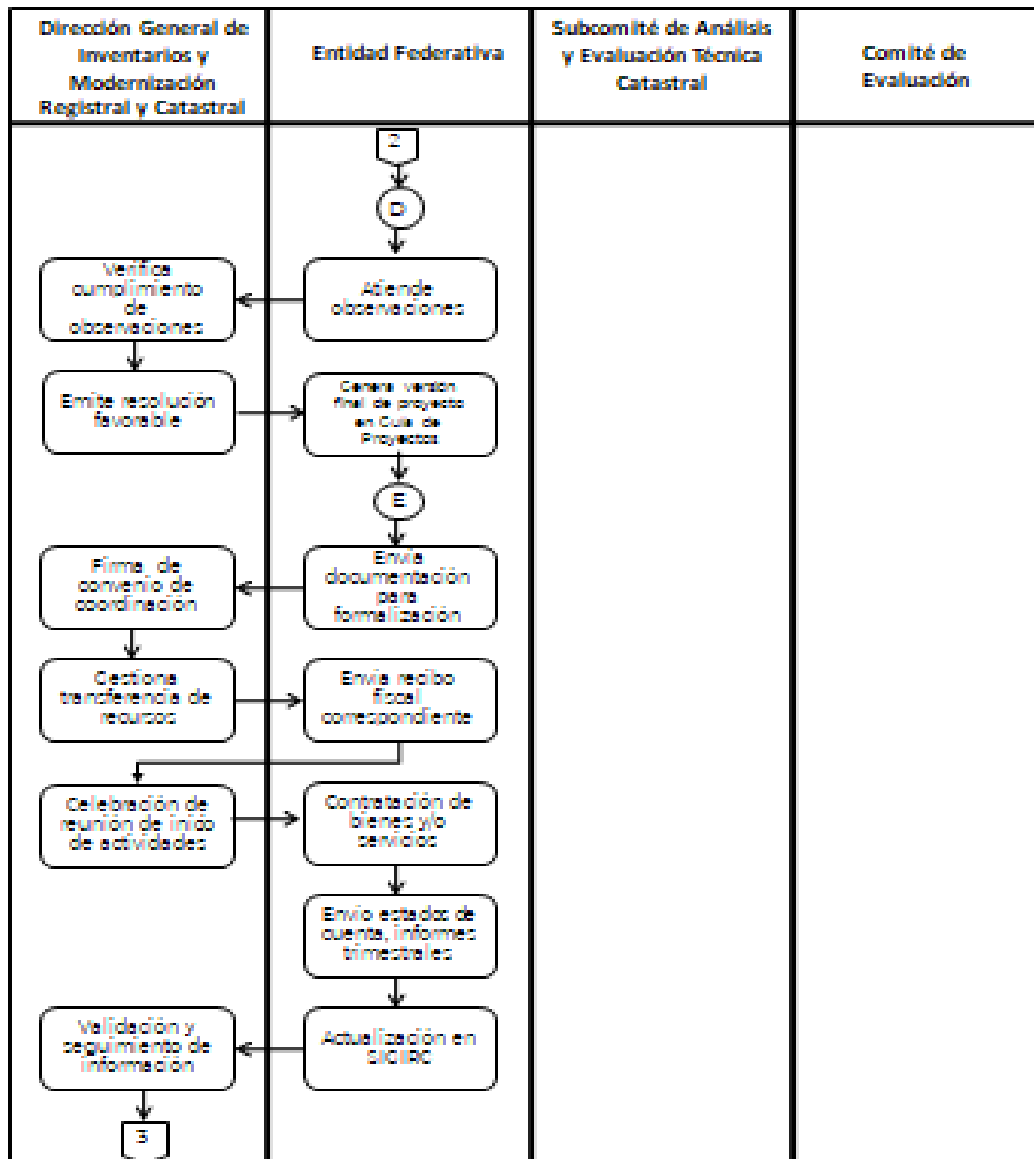 Dirección General de
Inventarios y
Modernización
Registral y Catastral
Entidad Federativa
Subcomité de Análisis
y Evaluación Técnica
Catastral
Comité de
Evaluación
2
D
Atiende
observaciones
Verifica
cumplimiento
de
observaciones
Emite resolución
favorable
Genera versión
final de proyecto
en Guía de
Proyectos
E
Envía
documentación
para
formalización
Firma de
convenio de
coordinación
Gestiona
transferencia de
recursos
Envía recibo
fiscal
correspondiente
Celebración de
reunión de inicio
de actividades
Contratación de
bienes y/o
servicios
Envío estados de
cuenta, informes
trimestrales
Actualización en
SIGIRC
Validación y
seguimiento de
información
3